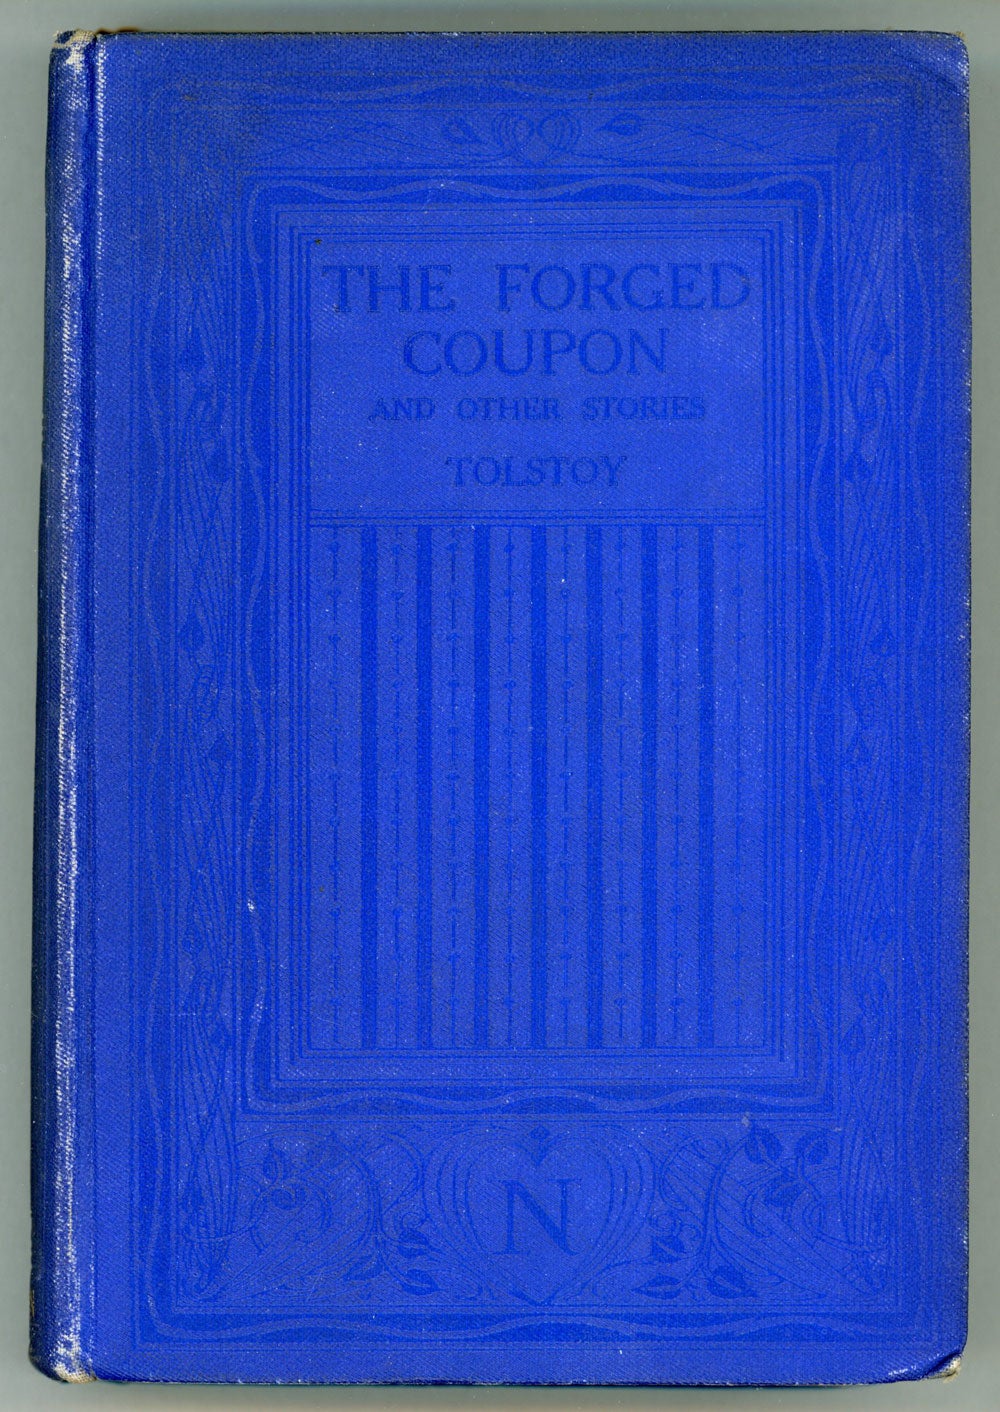 THE FORGED
COUPON
AND OTHER STORIES
TOLSTOY
N